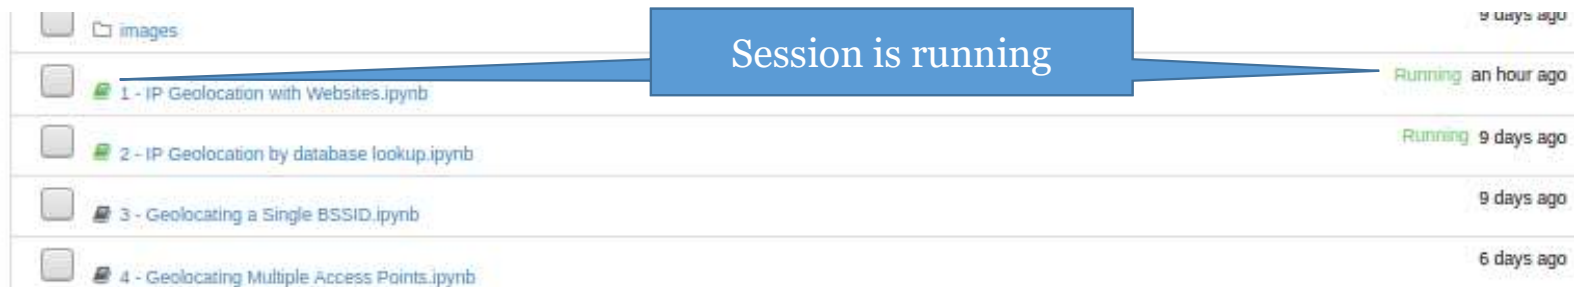 images 9 days ago
Session is running
1 - IP Geolocation with Websites.ipynb Running an hour ago
2 - IP Geolocation by database lookup.ipynb Running 9 days ago
3 - Geolocating a Single BSSID.ipynb 9 days ago
4 - Geolocating Multiple Access Points.ipynb 6 days ago